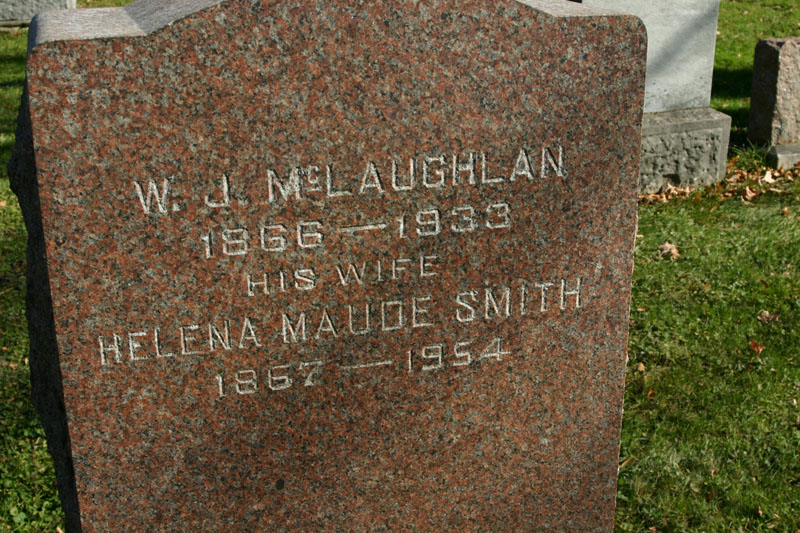 W. J. McLAUGHLAN
1866 — 1933
HIS WIFE
HELENA MAUDE SMITH
1867 — 1954